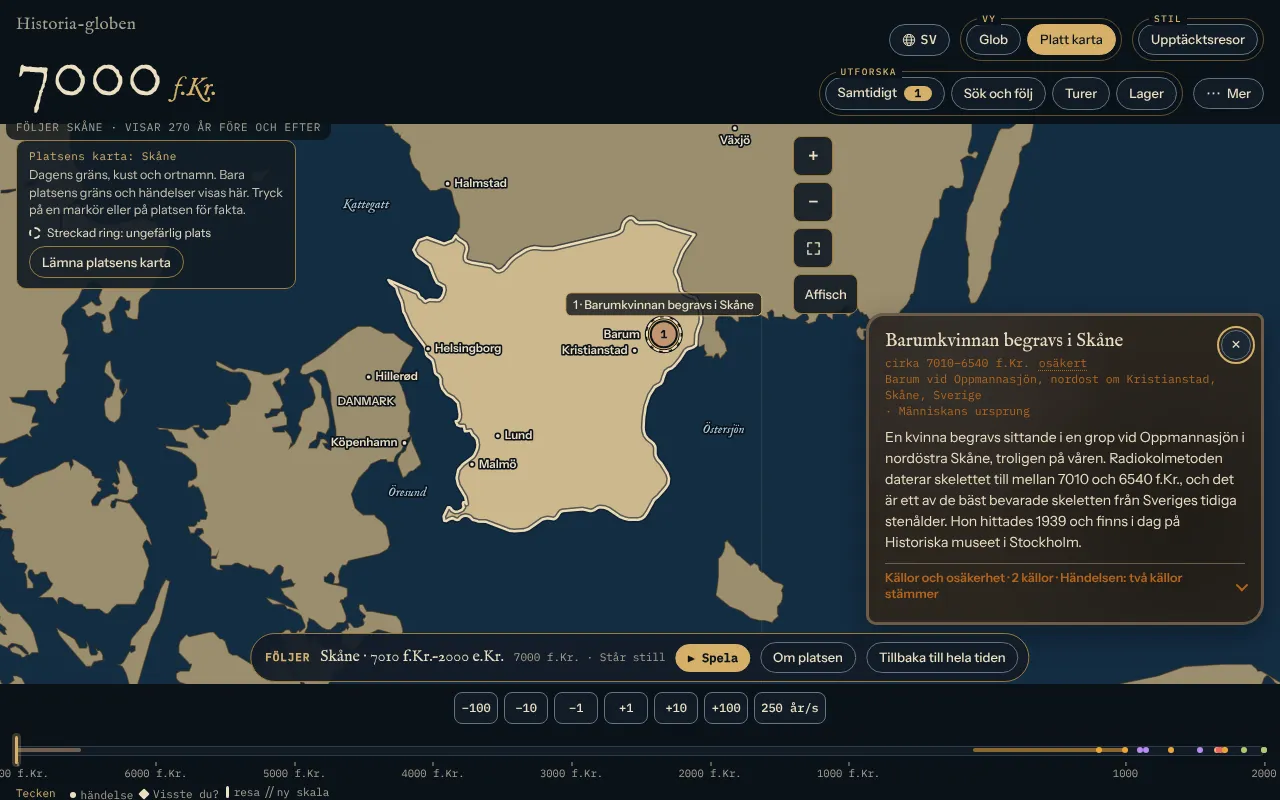 Historia-globen
7000 f.Kr.
FÖLJER SKÅNE · VISAR 270 ÅR FÖRE OCH EFTER
SV
VY
Glob
Platt karta
STIL
Upptäcktsresor
UTFORSKA
Samtidigt 1
Sök och följ
Turer
Lager
··· Mer
Platsens karta: Skåne
Dagens gräns, kust och ortnamn. Bara
platsens gräns och händelser visas här. Tryck
på en markör eller på platsen för fakta.
Streckad ring: ungefärlig plats
Lämna platsens karta
Växjö
Halmstad
Kattegatt
1 · Barumkvinnan begravs i Skåne
Barum
1
Kristianstad
Helsingborg
Hillerød
DANMARK
Köpenhamn
Lund
Malmö
Öresund
Östersjön
+
−
Affisch
Barumkvinnan begravs i Skåne
×
cirka 7010–6540 f.Kr. osäkert
Barum vid Oppmannasjön, nordost om Kristianstad,
Skåne, Sverige
· Människans ursprung
En kvinna begravs sittande i en grop vid Oppmannasjön i
nordöstra Skåne, troligen på våren. Radiokolmetoden
daterar skelettet till mellan 7010 och 6540 f.Kr., och det
är ett av de bäst bevarade skeletten från Sveriges tidiga
stenålder. Hon hittades 1939 och finns i dag på
Historiska museet i Stockholm.
Källor och osäkerhet · 2 källor · Händelsen: två källor
stämmer
FÖLJER Skåne · 7010 f.Kr.–2000 e.Kr. 7000 f.Kr. · Står still
▶ Spela
Om platsen
Tillbaka till hela tiden
−100
−10
−1
+1
+10
+100
250 år/s
00 f.Kr.
6000 f.Kr.
5000 f.Kr.
4000 f.Kr.
3000 f.Kr.
2000 f.Kr.
1000 f.Kr.
1000
2000
Tecken
händelse
Visste du?
resa
// ny skala